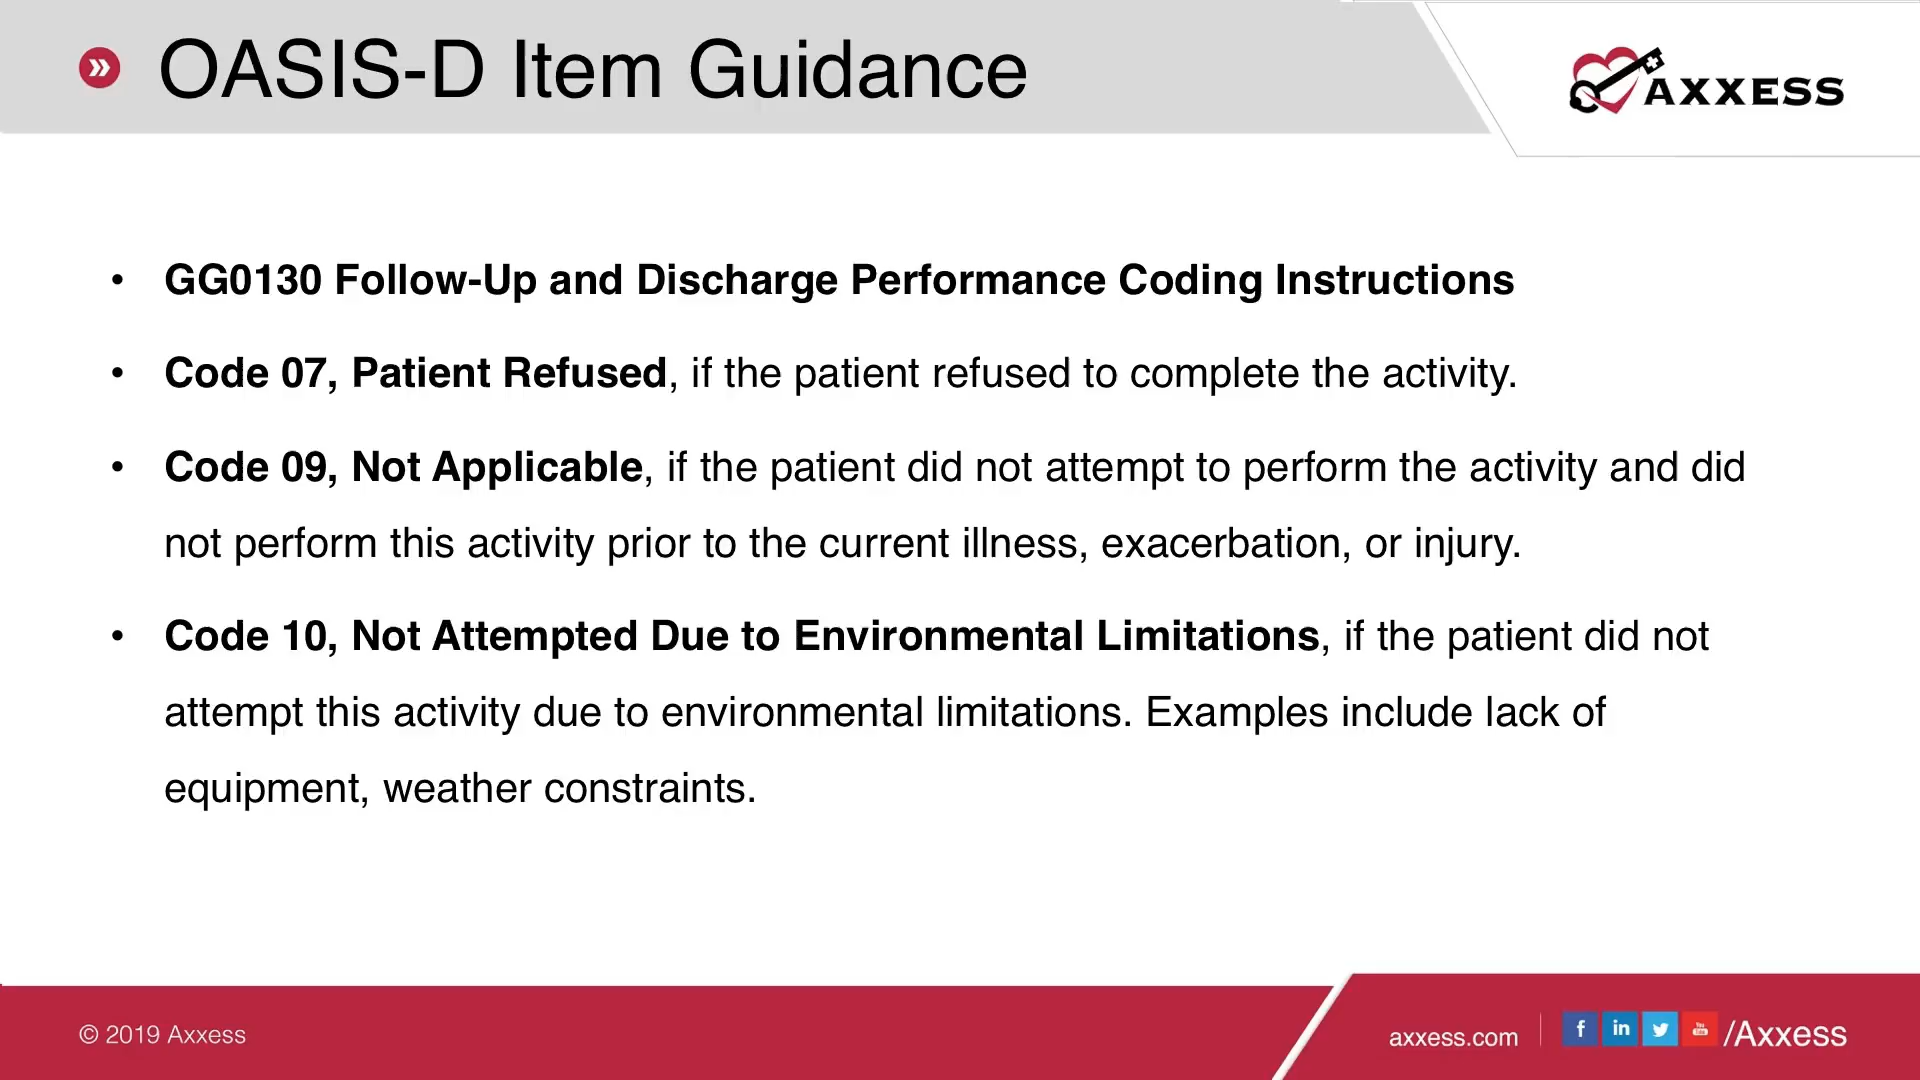 OASIS-D Item Guidance
AXXESS
• GG0130 Follow-Up and Discharge Performance Coding Instructions
• Code 07, Patient Refused, if the patient refused to complete the activity.
• Code 09, Not Applicable, if the patient did not attempt to perform the activity and did
not perform this activity prior to the current illness, exacerbation, or injury.
• Code 10, Not Attempted Due to Environmental Limitations, if the patient did not
attempt this activity due to environmental limitations. Examples include lack of
equipment, weather constraints.
© 2019 Axxess
axxess.com
f in You Tube /Axxess